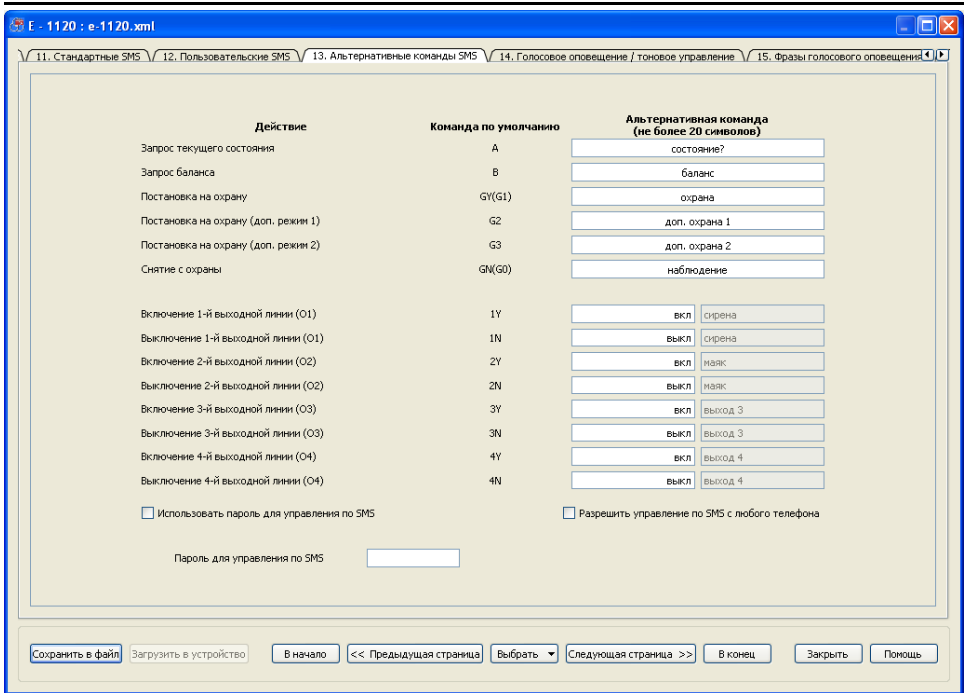 E - 1120 : e-1120.xml
11. Стандартные SMS 12. Пользовательские SMS 13. Альтернативные команды SMS 14. Голосовое оповещение / тоновое управление 15. Фразы голосового оповещения
Действие Команда по умолчанию Альтернативная команда
(не более 20 символов)
Запрос текущего состояния A состояние?
Запрос баланса B баланс
Постановка на охрану GY(G1) охрана
Постановка на охрану (доп. режим 1) G2 доп. охрана 1
Постановка на охрану (доп. режим 2) G3 доп. охрана 2
Снятие с охраны GN(G0) наблюдение
Включение 1-й выходной линии (O1) 1Y вкл сирена
Выключение 1-й выходной линии (O1) 1N выкл сирена
Включение 2-й выходной линии (O2) 2Y вкл маяк
Выключение 2-й выходной линии (O2) 2N выкл маяк
Включение 3-й выходной линии (O3) 3Y вкл выход 3
Выключение 3-й выходной линии (O3) 3N выкл выход 3
Включение 4-й выходной линии (O4) 4Y вкл выход 4
Выключение 4-й выходной линии (O4) 4N выкл выход 4
Использовать пароль для управления по SMS Разрешить управление по SMS с любого телефона
Пароль для управления по SMS
Сохранить в файл Загрузить в устройство В начало << Предыдущая страница Выбрать Следующая страница >> В конец Закрыть Помощь